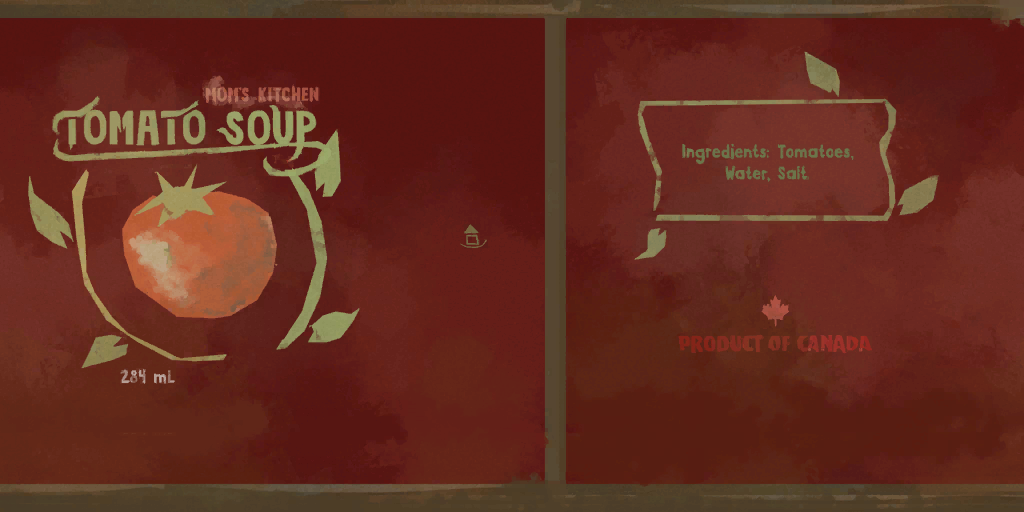 MOM'S KITCHEN
TOMATO SOUP
284 mL
Ingredients: Tomatoes,
Water, Salt
PRODUCT OF CANADA